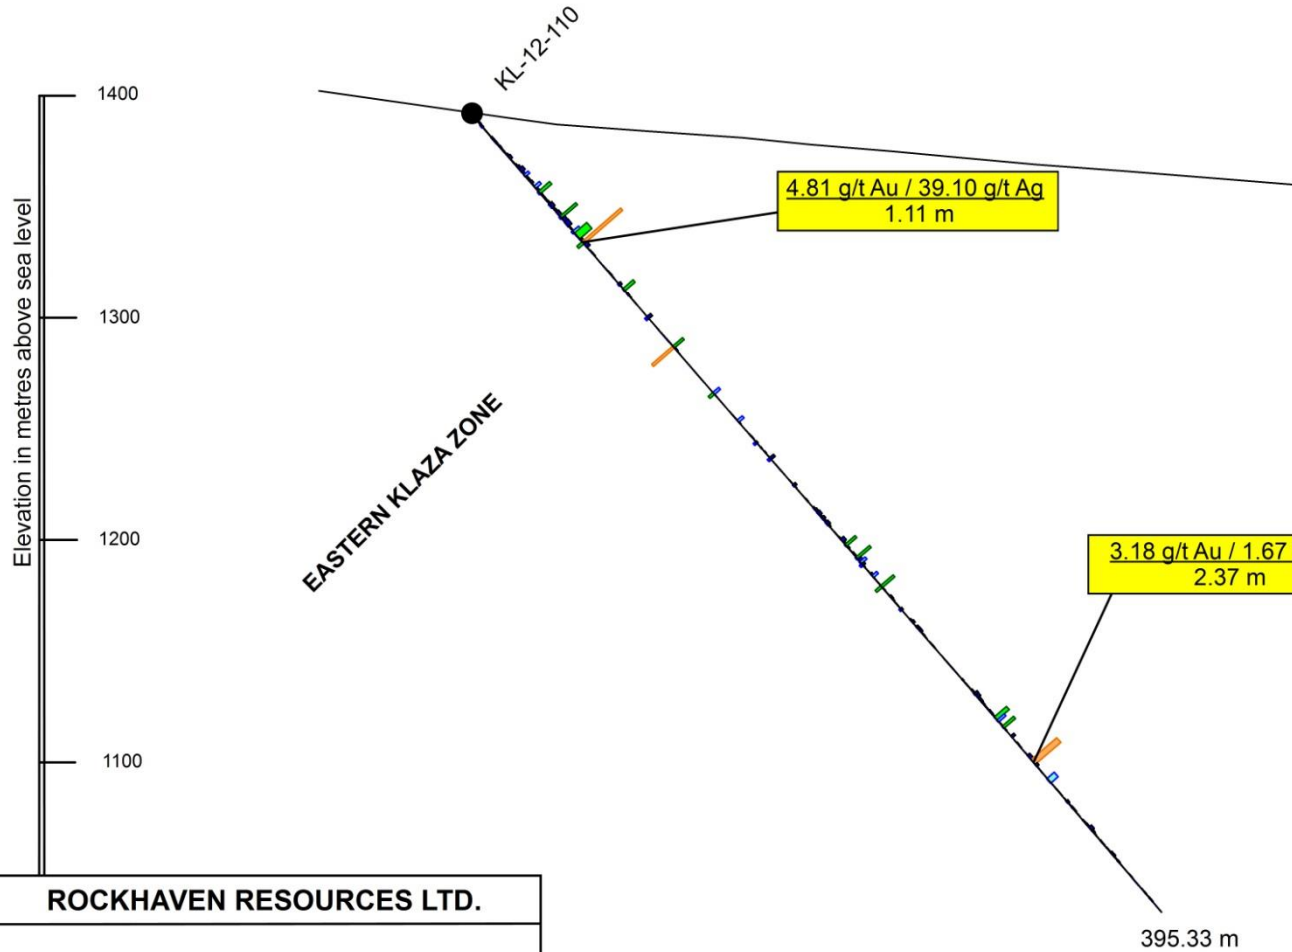 KL-12-110
1400
4.81 g/t Au / 39.10 g/t Ag
1.11 m
Elevation in metres above sea level
1300
EASTERN KLAZA ZONE
1200
3.18 g/t Au / 1.67
2.37 m
1100
ROCKHAVEN RESOURCES LTD.
395.33 m